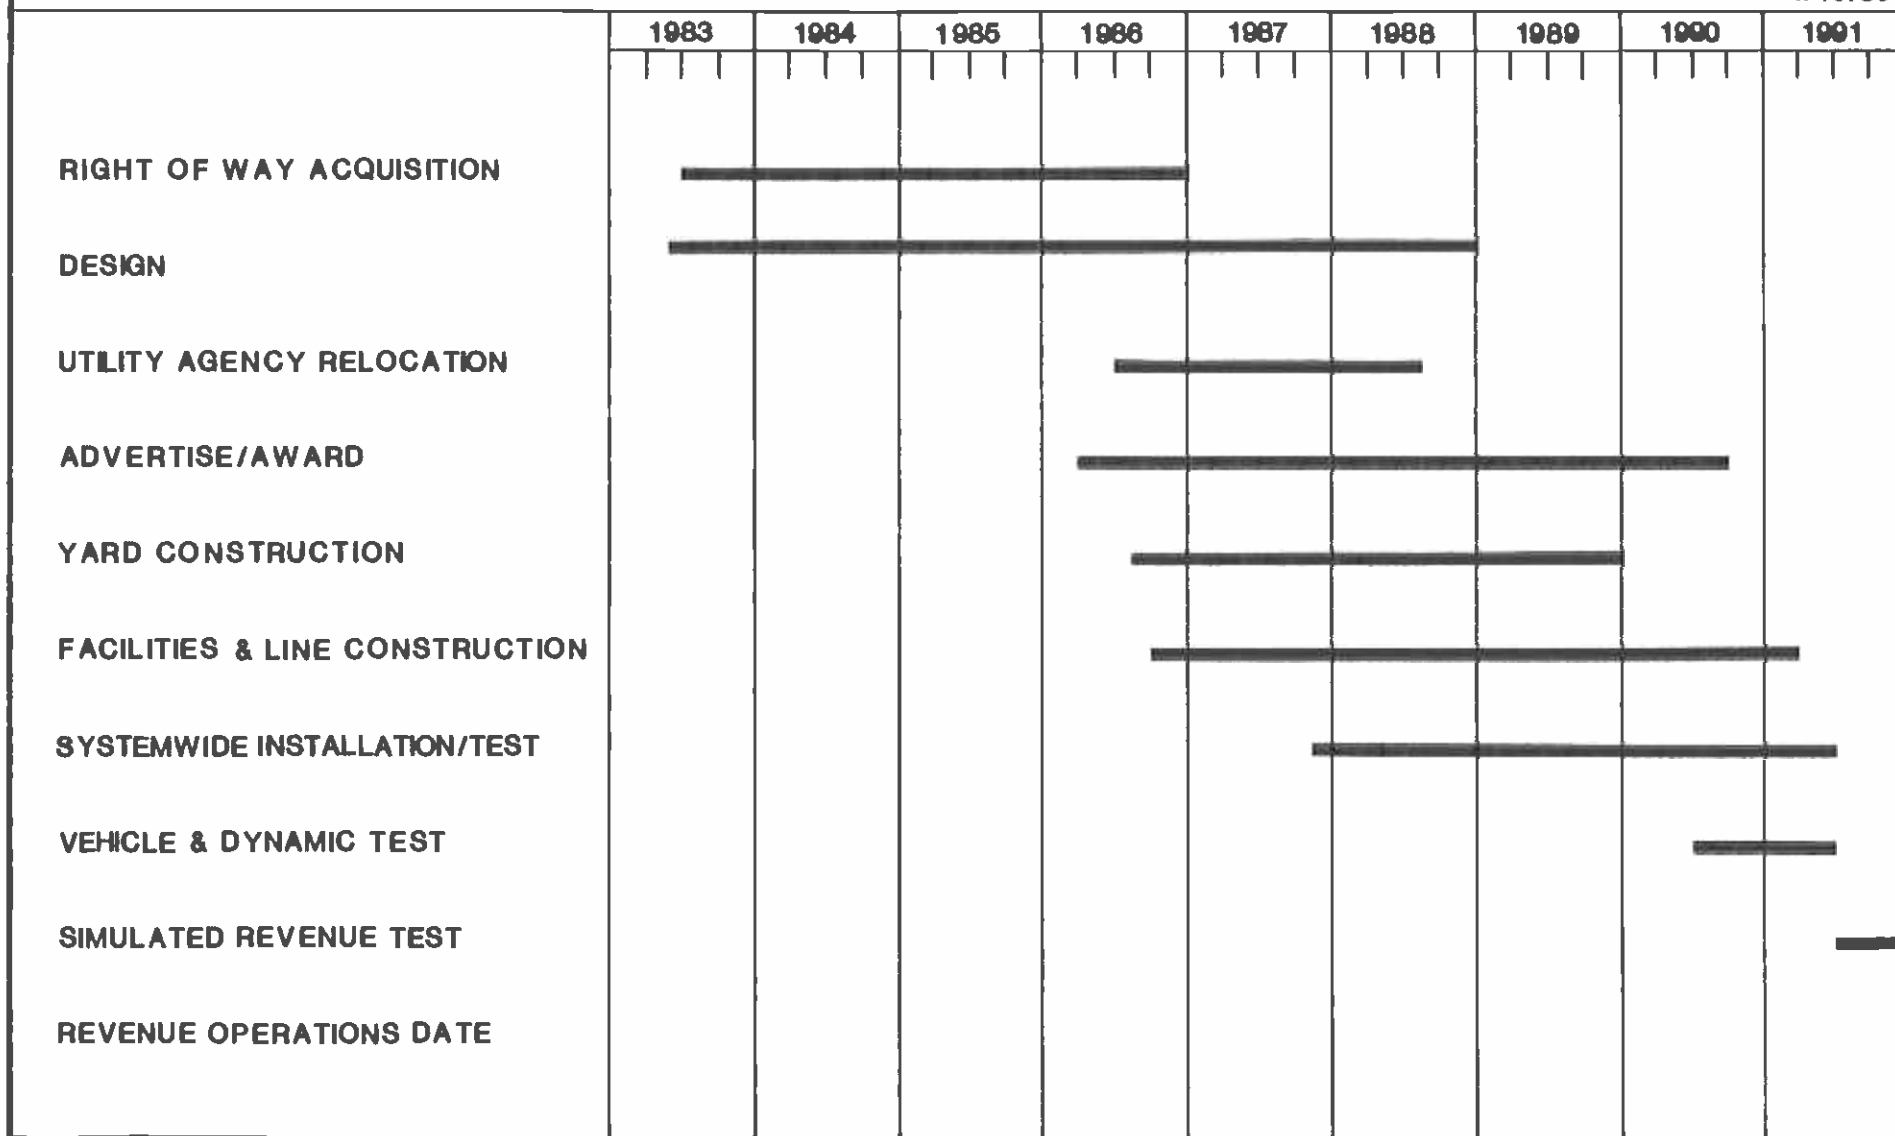 1983 1984 1985 1986 1987 1988 1989 1990 1991
RIGHT OF WAY ACQUISITION
DESIGN
UTILITY AGENCY RELOCATION
ADVERTISE/AWARD
YARD CONSTRUCTION
FACILITIES & LINE CONSTRUCTION
SYSTEMWIDE INSTALLATION/TEST
VEHICLE & DYNAMIC TEST
SIMULATED REVENUE TEST
REVENUE OPERATIONS DATE